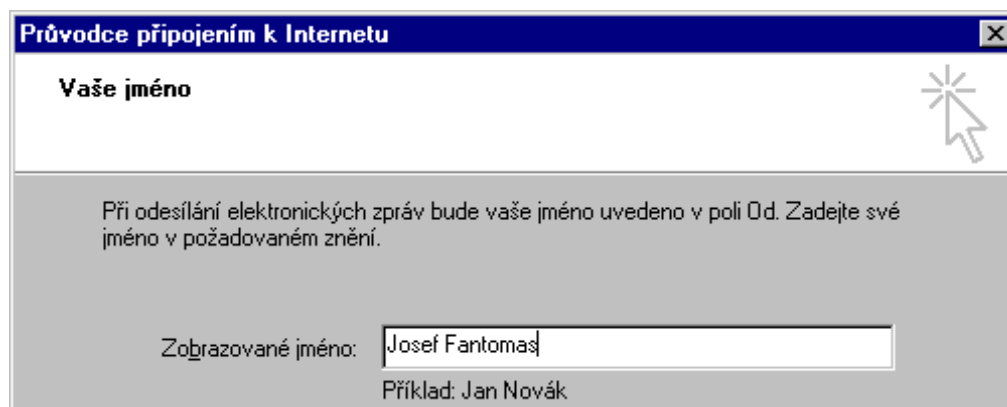 Průvodce připojením k Internetu
Vaše jméno
Při odesílání elektronických zpráv bude vaše jméno uvedeno v poli Od. Zadejte své
jméno v požadovaném znění.
Zobrazované jméno: Josef Fantomas
Příklad: Jan Novák